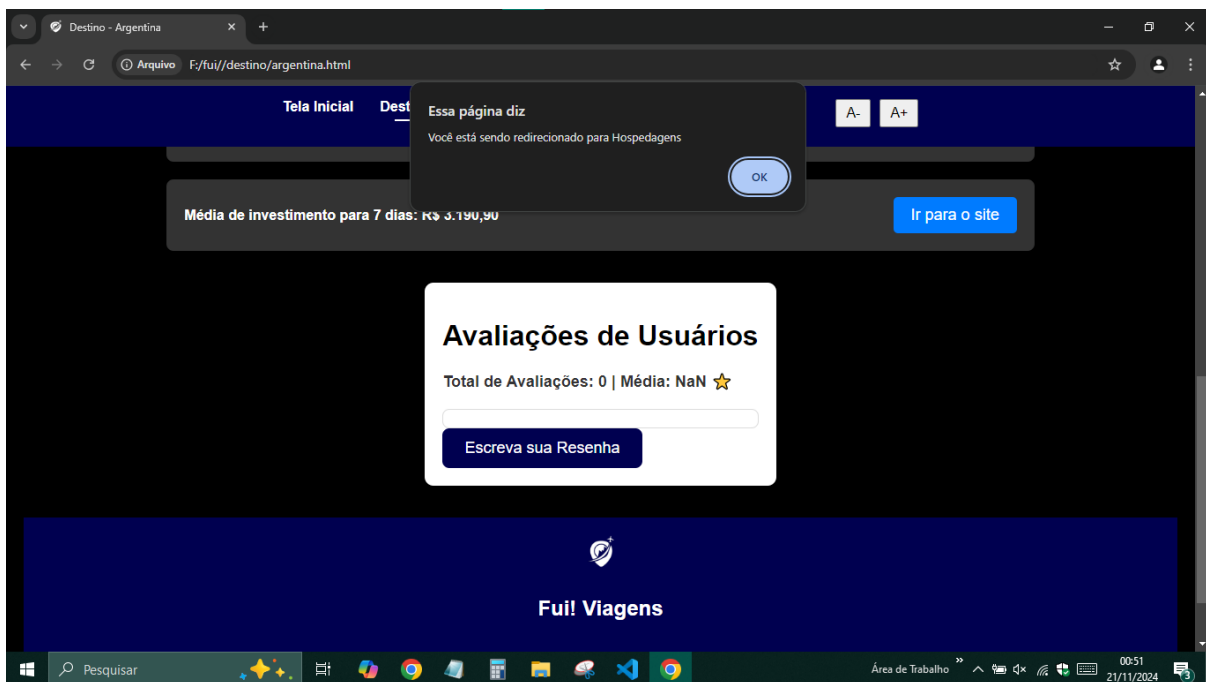 Destino - Argentina
Arquivo F:/fui//destino/argentina.html
Tela Inicial Dest
Essa página diz
Você está sendo redirecionado para Hospedagens
OK
A- A+
Média de investimento para 7 dias: R$ 3.190,90
Ir para o site
Avaliações de Usuários
Total de Avaliações: 0 | Média: NaN
Escreva sua Resenha
Fui! Viagens
Pesquisar
Área de Trabalho
00:51
21/11/2024
3